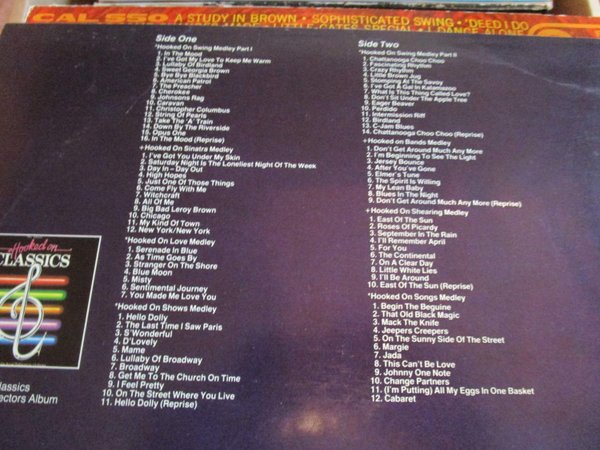 CAL 550 A STUDY IN BROWN • SOPHISTICATED SWING • 'DEED I DO
LITTLE GATES SPECIAL • I DANCE ALONE
Side One
*Hooked On Swing Medley Part I
1. In The Mood
2. I've Got My Love To Keep Me Warm
3. Lullaby Of Birdland
4. Sweet Georgia Brown
5. Bye Bye Blackbird
6. American Patrol
7. The Preacher
8. Cherokee
9. Johnsons Rag
10. Caravan
11. Christopher Columbus
12. String Of Pearls
13. Take The 'A' Train
14. Down By The Riverside
15. Opus One
16. In The Mood (Reprise)
+Hooked On Sinatra Medley
1. I've Got You Under My Skin
2. Saturday Night Is The Loneliest Night Of The Week
3. Day In - Day Out
4. High Hopes
5. Just One Of Those Things
6. Come Fly With Me
7. Witchcraft
8. All Of Me
9. Big Bad Leroy Brown
10. Chicago
11. My Kind Of Town
12. New York/New York
*Hooked On Love Medley
1. Serenade In Blue
2. As Time Goes By
3. Stranger On The Shore
4. Blue Moon
5. Misty
6. Sentimental Journey
7. You Made Me Love You
*Hooked On Shows Medley
1. Hello Dolly
2. The Last Time I Saw Paris
3. S'Wonderful
4. D'Lovely
5. Mame
6. Lullaby Of Broadway
7. Broadway
8. Get Me To The Church On Time
9. I Feel Pretty
10. On The Street Where You Live
11. Hello Dolly (Reprise)
Side Two
*Hooked On Swing Medley Part II
1. Chattanooga Choo Choo
2. Fascinating Rhythm
3. Crazy Rhythm
4. Little Brown Jug
5. Stomping At The Savoy
6. I've Got A Gal In Kalamazoo
7. What Is This Thing Called Love?
8. Don't Sit Under The Apple Tree
9. Eager Beaver
10. Perdido
11. Intermission Riff
12. Birdland
13. C-Jam Blues
14. Chattanooga Choo Choo (Reprise)
+Hooked on Bands Medley
1. Don't Get Around Much Any More
2. I'm Beginning To See The Light
3. Jersey Bounce
4. After You've Gone
5. Elmer's Tune
6. The Spirit Is Willing
7. My Lean Baby
8. Blues In The Night
9. Don't Get Around Much Any More (Reprise)
+Hooked On Shearing Medley
1. East Of The Sun
2. Roses Of Picardy
3. September In The Rain
4. I'll Remember April
5. For You
6. The Continental
7. On A Clear Day
8. Little White Lies
9. I'll Be Around
10. East Of The Sun (Reprise)
*Hooked On Songs Medley
1. Begin The Beguine
2. That Old Black Magic
3. Mack The Knife
4. Jeepers Creepers
5. On The Sunny Side Of The Street
6. Margie
7. Jada
8. This Can't Be Love
9. Johnny One Note
10. Change Partners
11. (I'm Putting) All My Eggs In One Basket
12. Cabaret
Hooked on
CLASSICS
lassics
ectors Album